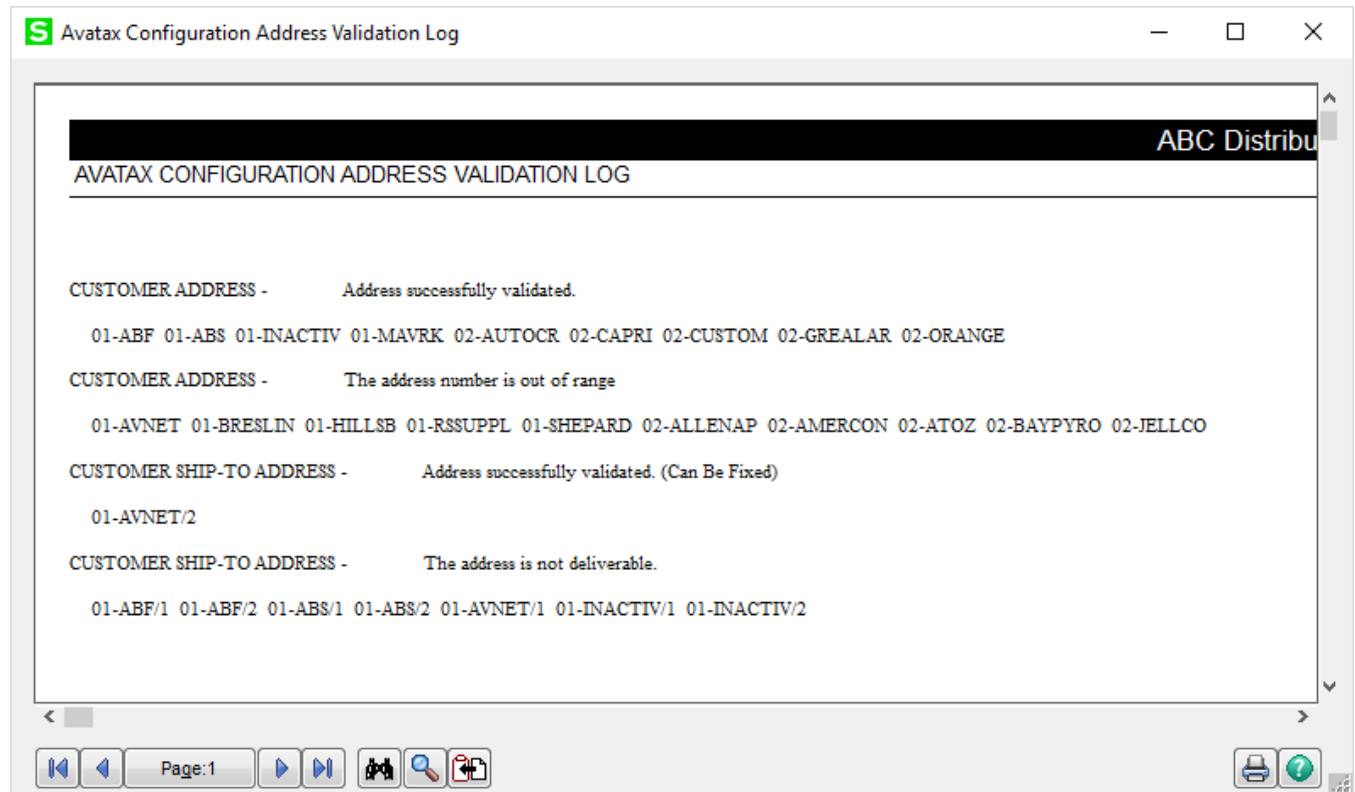 S Avatax Configuration Address Validation Log
ABC Distribu
AVATAX CONFIGURATION ADDRESS VALIDATION LOG
CUSTOMER ADDRESS - Address successfully validated.
01-ABF 01-ABS 01-INACTIV 01-MAVRK 02-AUTOCR 02-CAPRI 02-CUSTOM 02-GREALAR 02-ORANGE
CUSTOMER ADDRESS - The address number is out of range
01-AVNET 01-BRESLIN 01-HILLSB 01-RSSUPPL 01-SHEPARD 02-ALLENAP 02-AMERCON 02-ATOZ 02-BAYPYRO 02-JELLCO
CUSTOMER SHIP-TO ADDRESS - Address successfully validated. (Can Be Fixed)
01-AVNET/2
CUSTOMER SHIP-TO ADDRESS - The address is not deliverable.
01-ABF/1 01-ABF/2 01-ABS/1 01-ABS/2 01-AVNET/1 01-INACTIV/1 01-INACTIV/2
Page:1